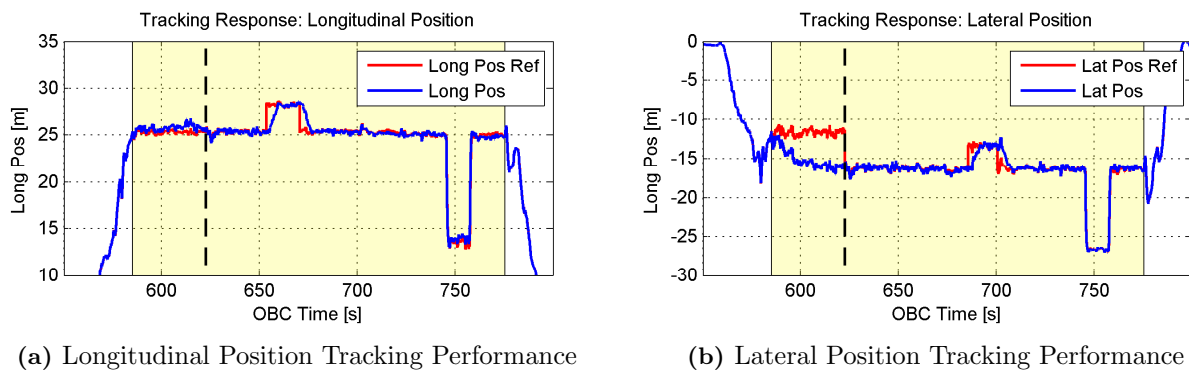 Tracking Response: Longitudinal Position
35
30
25
20
15
10
Long Pos [m]
Long Pos Ref
Long Pos
600
650
700
750
OBC Time [s]
(a) Longitudinal Position Tracking Performance
Tracking Response: Lateral Position
0
−5
−10
−15
−20
−25
−30
Long Pos [m]
Lat Pos Ref
Lat Pos
600
650
700
750
OBC Time [s]
(b) Lateral Position Tracking Performance